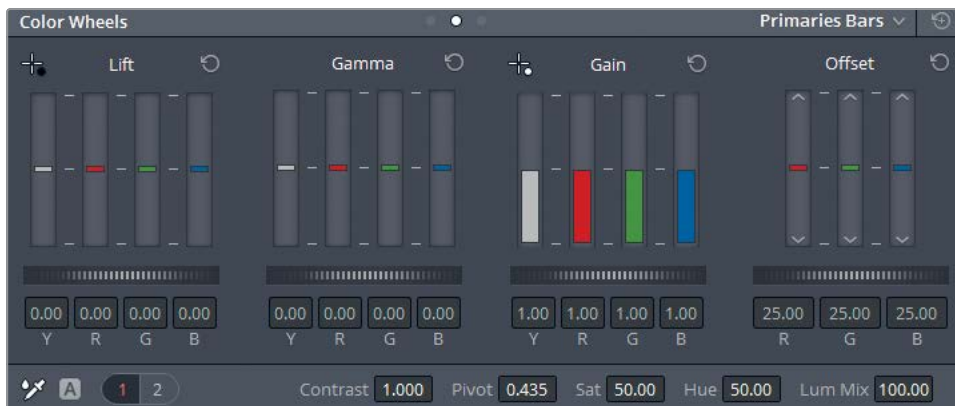 Color Wheels Primaries Bars
Lift Gamma Gain Offset
0.00 0.00 0.00 0.00 0.00 0.00 0.00 0.00 1.00 1.00 1.00 1.00 25.00 25.00 25.00
Y R G B Y R G B Y R G B R G B
A 1 2 Contrast 1.000 Pivot 0.435 Sat 50.00 Hue 50.00 Lum Mix 100.00